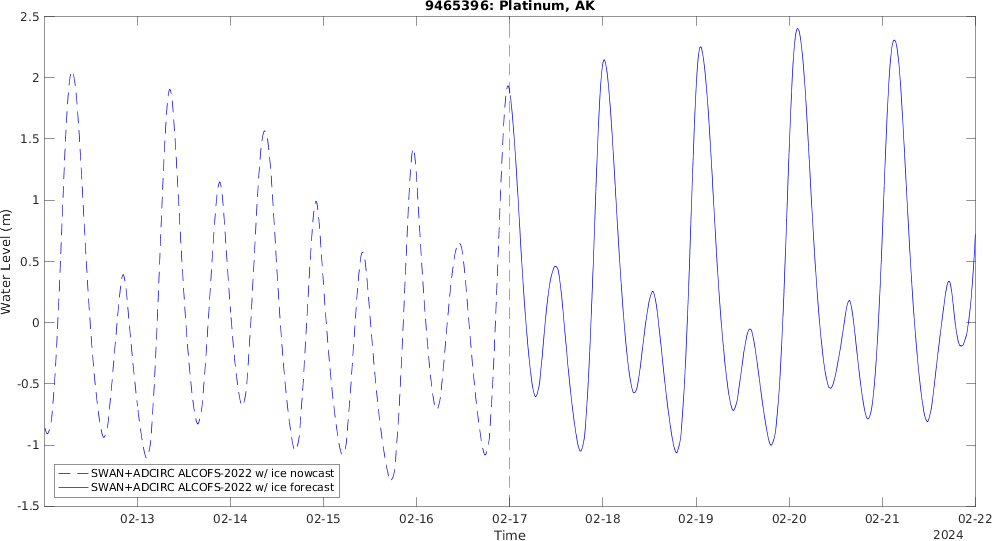 9465396: Platinum, AK
2.5
2
1.5
1
0.5
0
-0.5
-1
-1.5
Water Level (m)
SWAN+ADCIRC ALCOFS-2022 w/ ice nowcast
SWAN+ADCIRC ALCOFS-2022 w/ ice forecast
02-13 02-14 02-15 02-16 02-17 02-18 02-19 02-20 02-21 02-22
Time
2024